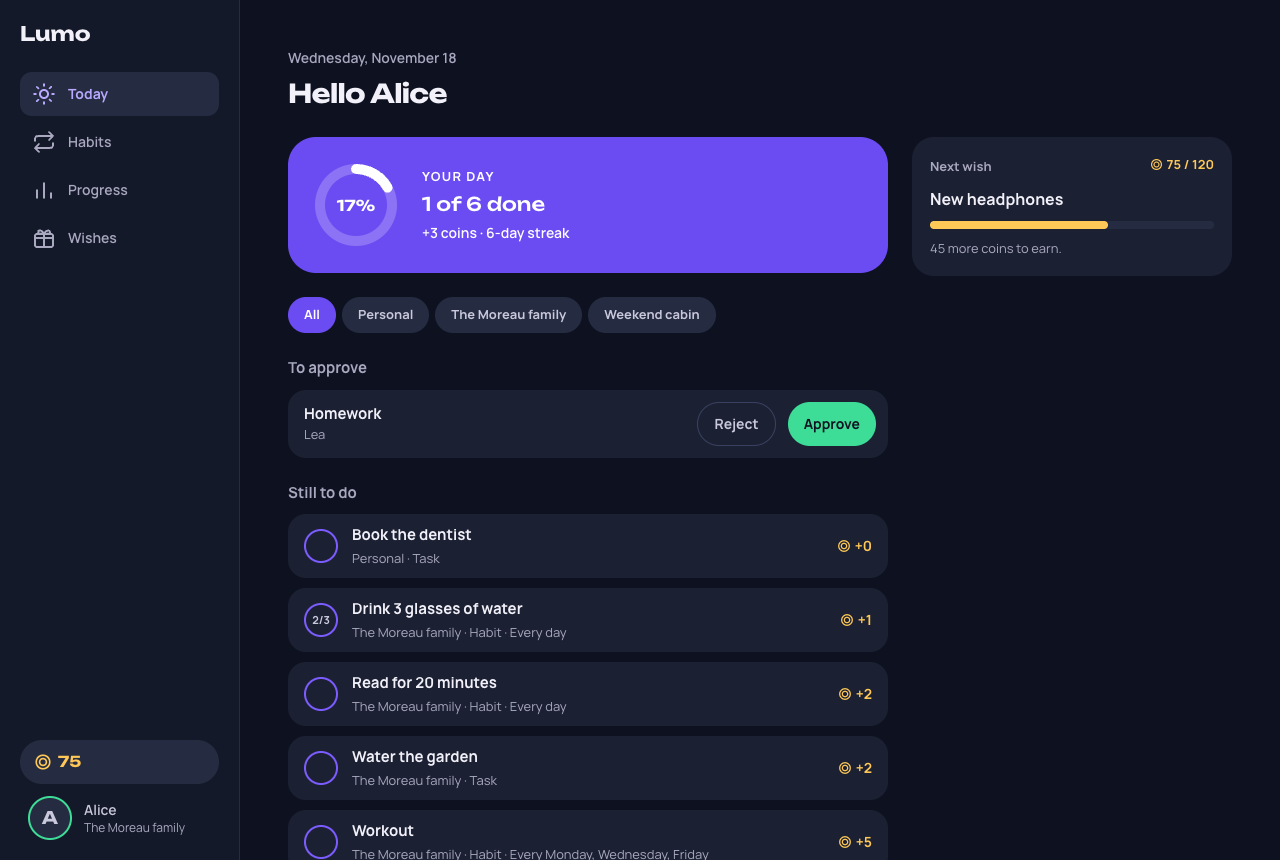 Lumo
Today
Habits
Progress
Wishes
75
A
Alice
The Moreau family
Wednesday, November 18
Hello Alice
17%
YOUR DAY
1 of 6 done
+3 coins · 6-day streak
Next wish
75 / 120
New headphones
45 more coins to earn.
All
Personal
The Moreau family
Weekend cabin
To approve
Homework
Lea
Reject
Approve
Still to do
Book the dentist
Personal · Task
+0
2/3
Drink 3 glasses of water
The Moreau family · Habit · Every day
+1
Read for 20 minutes
The Moreau family · Habit · Every day
+2
Water the garden
The Moreau family · Task
+2
Workout
The Moreau family · Habit · Every Monday, Wednesday, Friday
+5